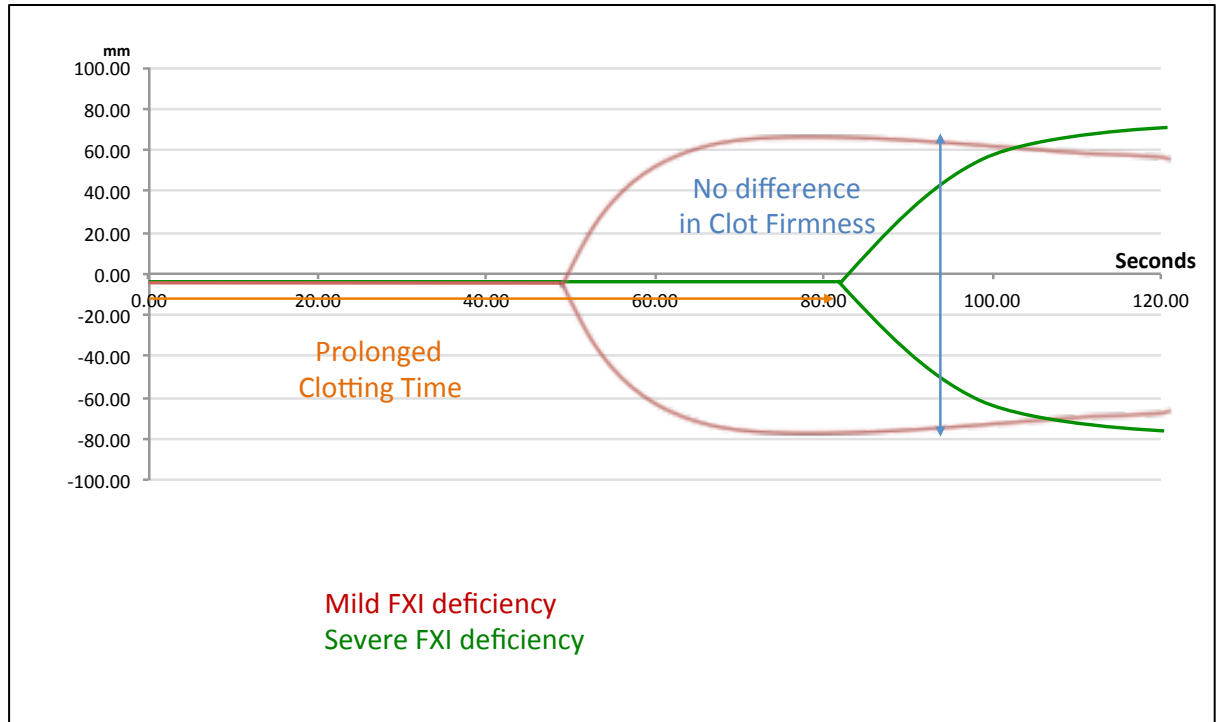 mm
100.00
80.00
60.00
40.00
20.00
0.00
-20.00
-40.00
-60.00
-80.00
-100.00
No difference
in Clot Firmness
Seconds
0.00 20.00 40.00 60.00 80.00 100.00 120.00
Prolonged
Clotting Time
Mild FXI deficiency
Severe FXI deficiency